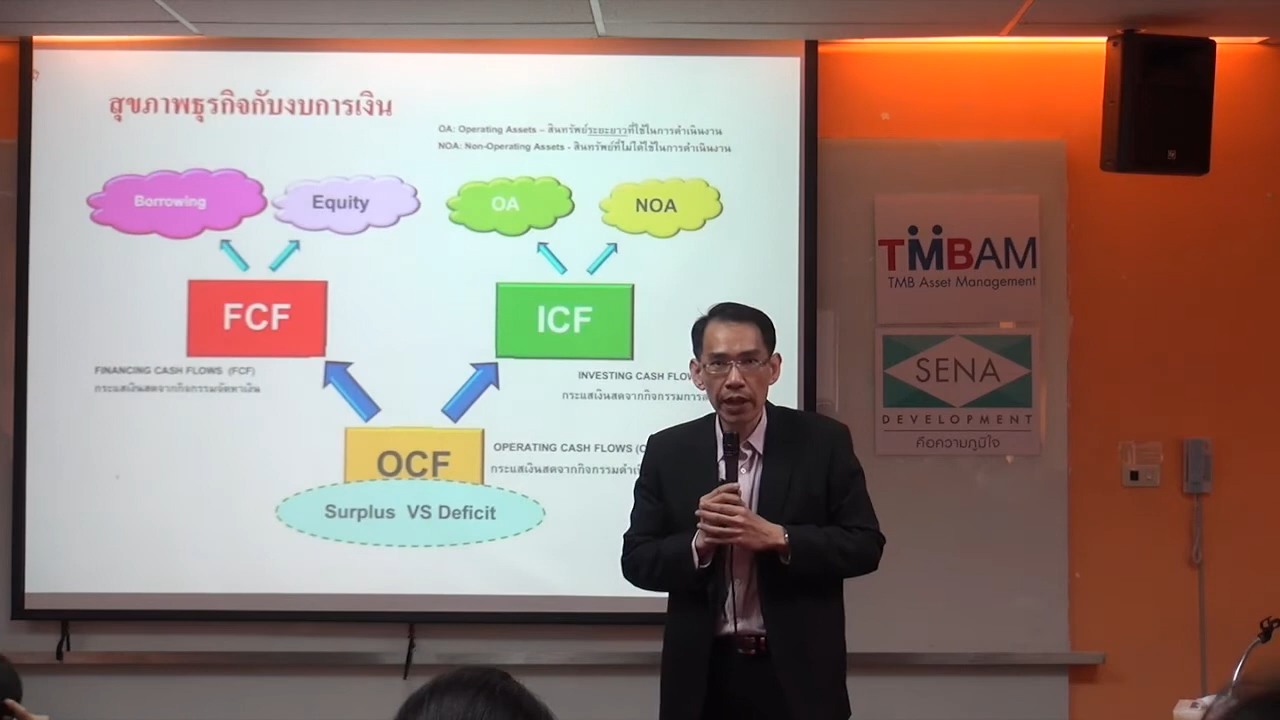 สุขภาพธุรกิจกับงบการเงิน
OA: Operating Assets – สินทรัพย์ระยะยาวที่ใช้ในการดำเนินงาน
NOA: Non-Operating Assets - สินทรัพย์ที่ไม่ได้ใช้ในการดำเนินงาน
Borrowing
Equity
OA
NOA
FCF
ICF
FINANCING CASH FLOWS (FCF)
กระแสเงินสดจากกิจกรรมจัดหาเงิน
INVESTING CASH
กระแสเงินสดจากกิจกรรมการ
OCF
OPERATING CASH FLOWS
กระแสเงินสดจากกิจกรรม
Surplus VS Deficit
TMBAM
TMB Asset Management
SENA
DEVELOPMENT
คือความภูมิใจ